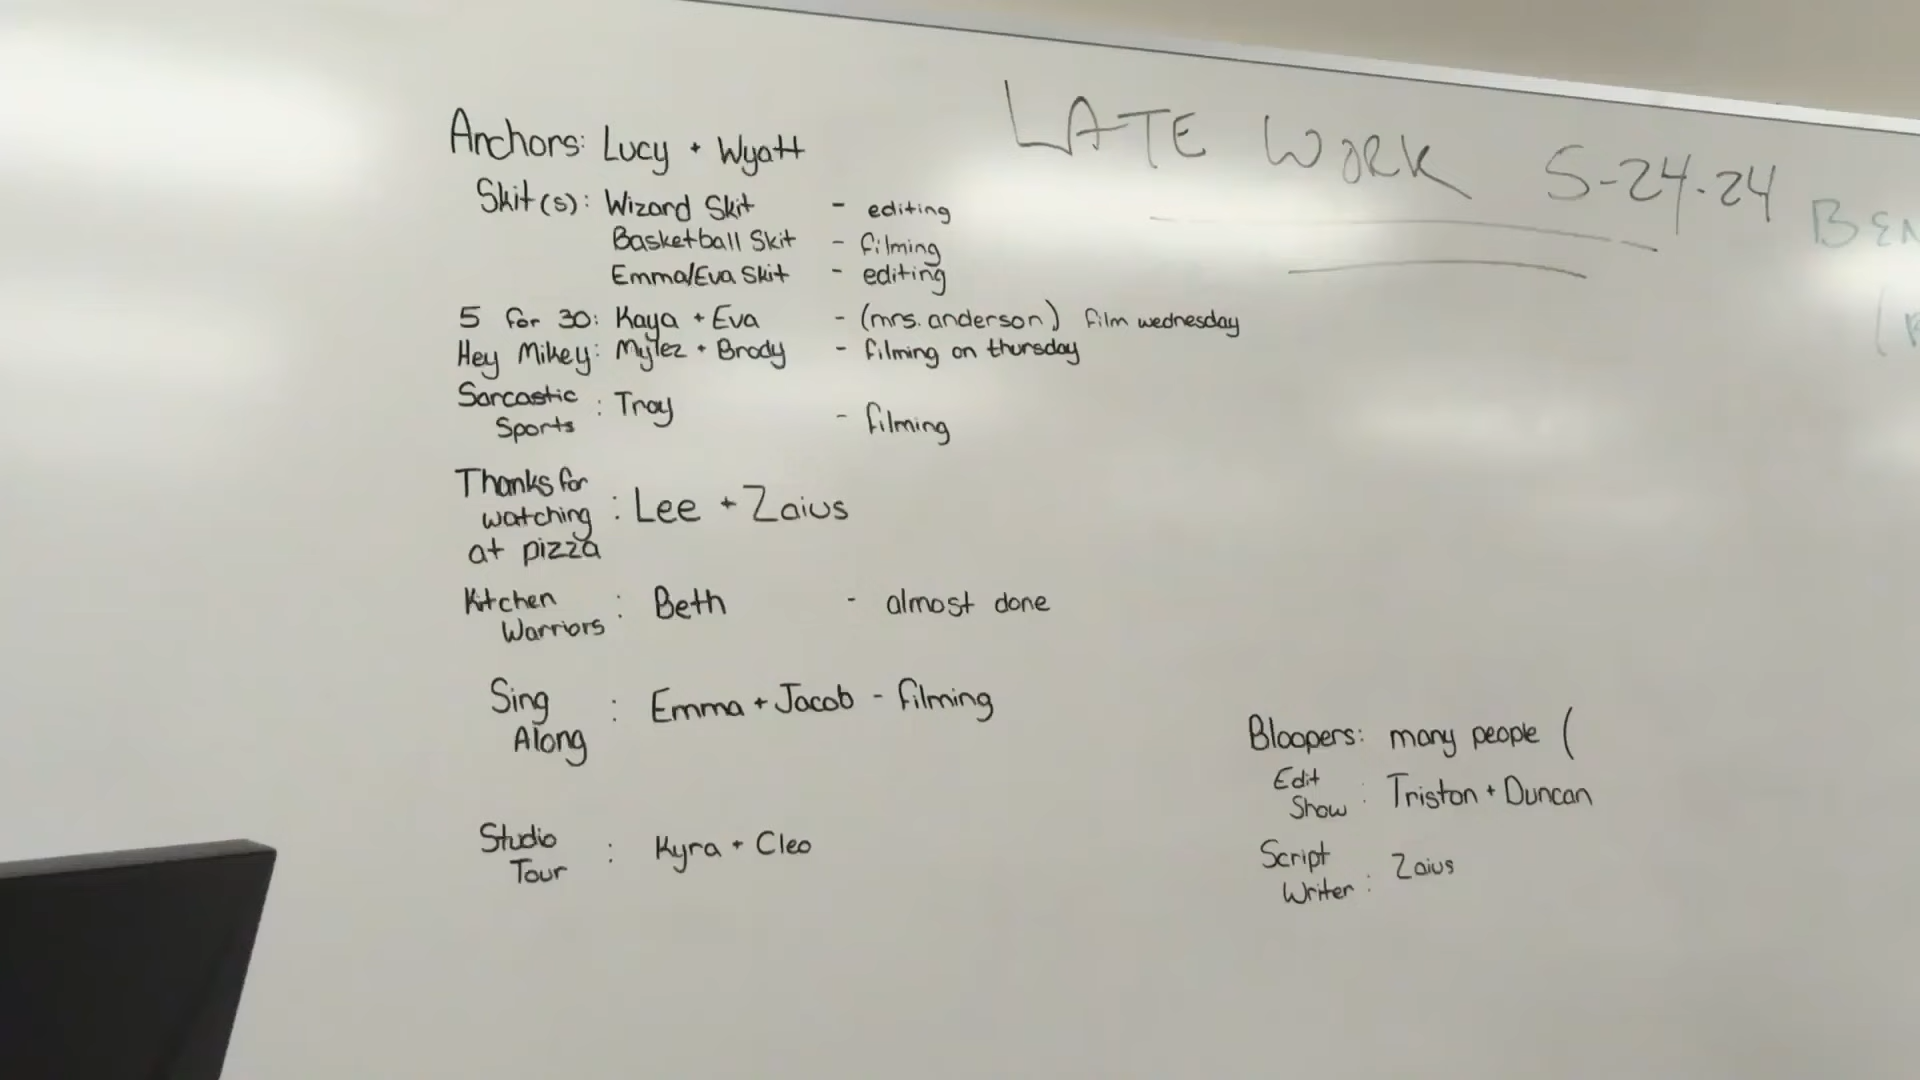 LATE WORK 5-24-24
Anchors: Lucy + Wyatt
Skit(s): Wizard Skit - editing
Basketball Skit - filming
Emma/Eva Skit - editing
5 for 30: Kaya + Eva - (mrs. anderson) film wednesday
Hey Mikey: Mylez + Brody - filming on thursday
Sarcastic
Sports : Troy - filming
Thanks for
watching
at pizza : Lee + Zaius
Kitchen
Warriors : Beth - almost done
Sing
Along : Emma + Jacob - filming
Studio
Tour : Kyra + Cleo
Bloopers: many people (
Edit
Show : Triston + Duncan
Script
Writer : Zaius